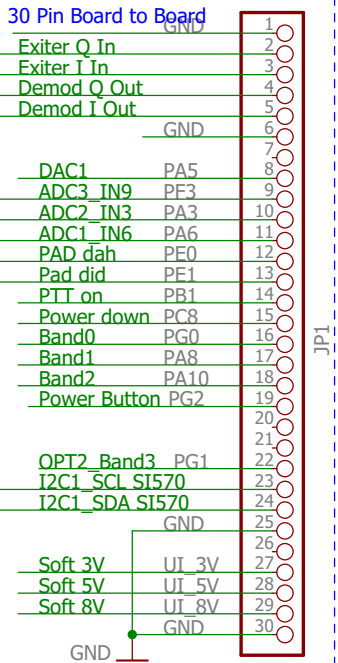 30 Pin Board to Board
GND 1
Exiter Q In 2
Exiter I In 3
Demod Q Out 4
Demod I Out 5
GND 6
7
DAC1 PA5 8
ADC3_IN9 PF3 9
ADC2_IN3 PA3 10
ADC1_IN6 PA6 11
PAD dah PE0 12
Pad did PE1 13
PTT on PB1 14
Power down PC8 15
Band0 PG0 16
Band1 PA8 17
Band2 PA10 18
Power Button PG2 19
20
21
OPT2_Band3 PG1 22
I2C1_SCL SI570 23
I2C1_SDA SI570 24
GND 25
26
Soft 3V UI_3V 27
Soft 5V UI_5V 28
Soft 8V UI_8V 29
GND 30
GND
JP1